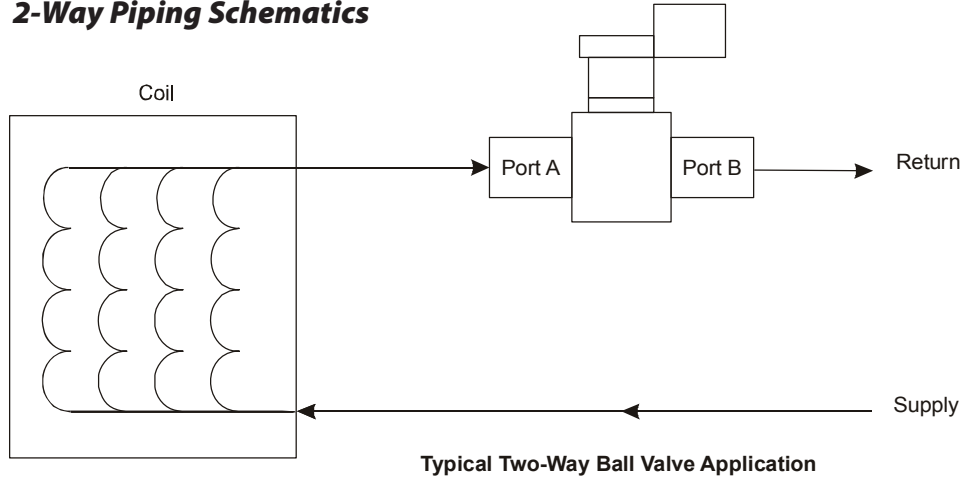 2-Way Piping Schematics
Coil
Port A
Port B
Return
Supply
Typical Two-Way Ball Valve Application